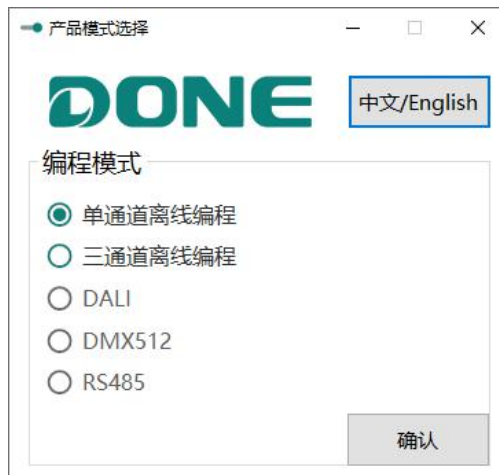 产品模式选择
DONE
中文/English
编程模式
单通道离线编程
三通道离线编程
DALI
DMX512
RS485
确认